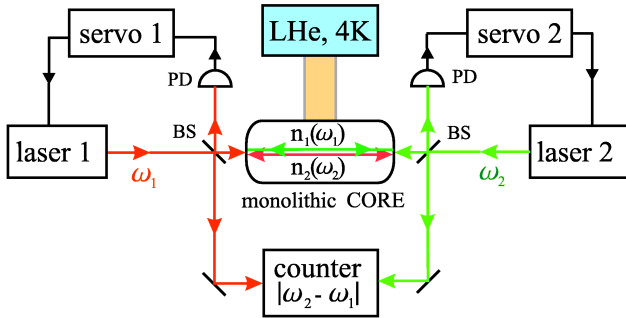 servo 1
LHe, 4K
servo 2
PD
PD
BS
BS
laser 1
n₁(ω₁)
n₂(ω₂)
laser 2
ω₁
ω₂
monolithic CORE
counter
|ω₂ - ω₁|